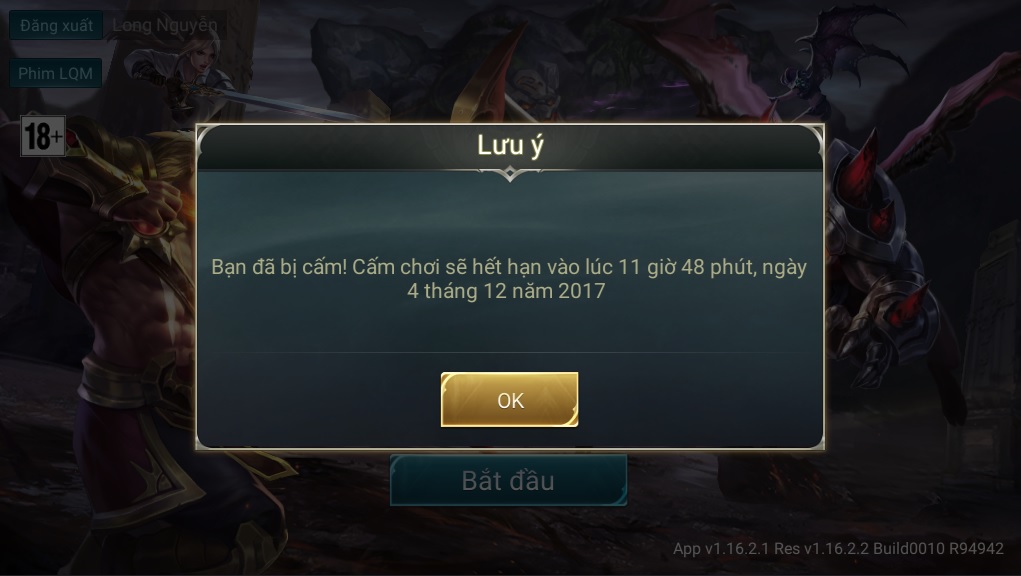 Đăng xuất
Long Nguyễn
Phim LQM
18+
Lưu ý
Bạn đã bị cấm! Cấm chơi sẽ hết hạn vào lúc 11 giờ 48 phút, ngày
4 tháng 12 năm 2017
OK
Bắt đầu
App v1.16.2.1 Res v1.16.2.2 Build0010 R94942